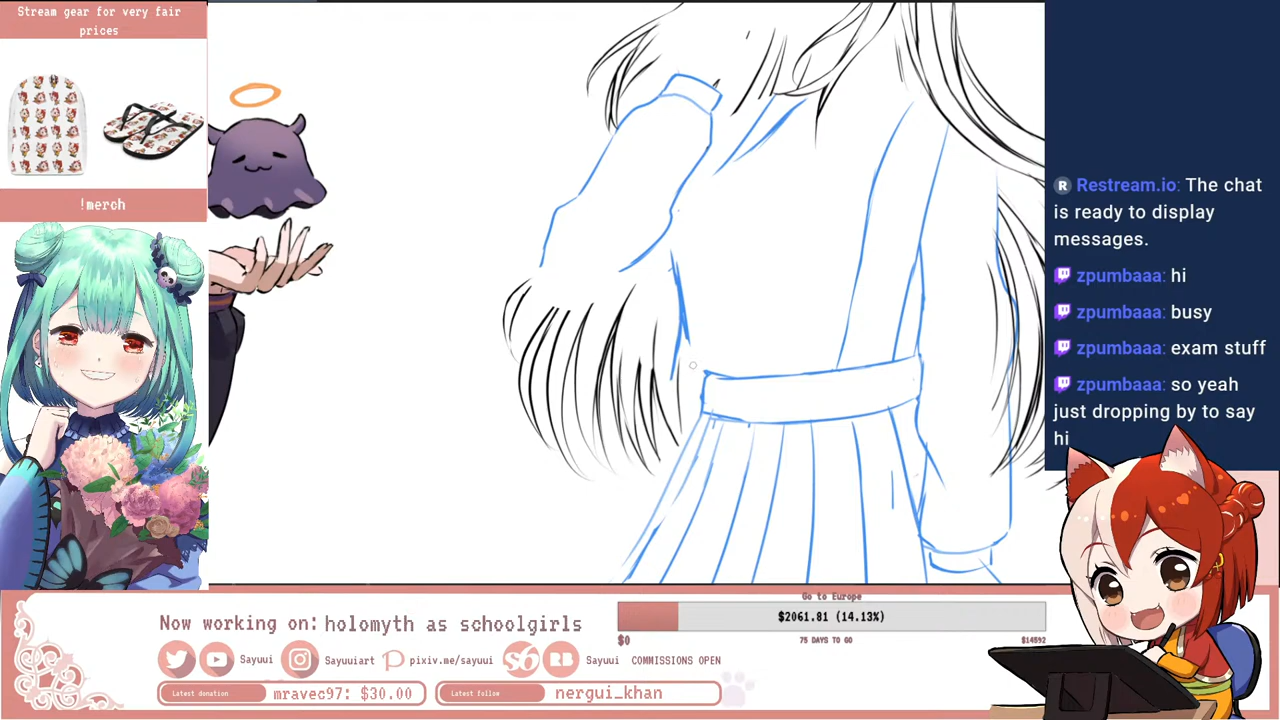 Stream gear for very fair
prices
!merch
Restream.io: The chat
is ready to display
messages.
zpumbaaa: hi
zpumbaaa: busy
zpumbaaa: exam stuff
zpumbaaa: so yeah
just dropping by to say
hi
Now working on: holomyth as schoolgirls
Go to Europe
$2061.81 (14.13%)
$0
75 DAYS TO GO
$14592
Sayuui
Sayuuiart
pixiv.me/sayuui
S6
RB
Sayuui
COMMISSIONS OPEN
Latest donation
mravec97: $30.00
Latest follow
nergui_khan